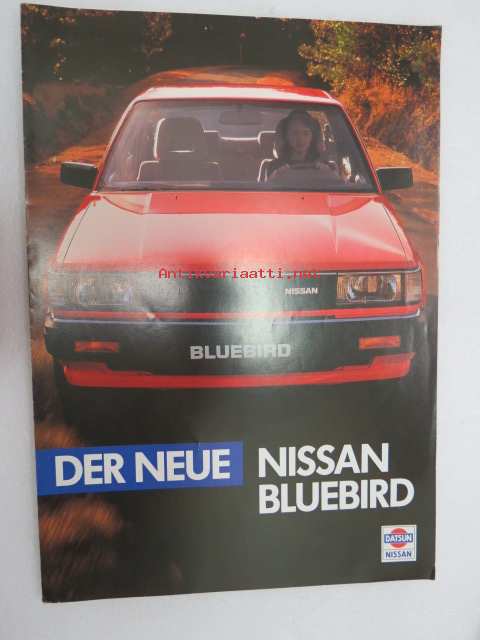 Antikvariaatti.net
NISSAN
BLUEBIRD
DER NEUE
NISSAN
BLUEBIRD
DATSUN
NISSAN